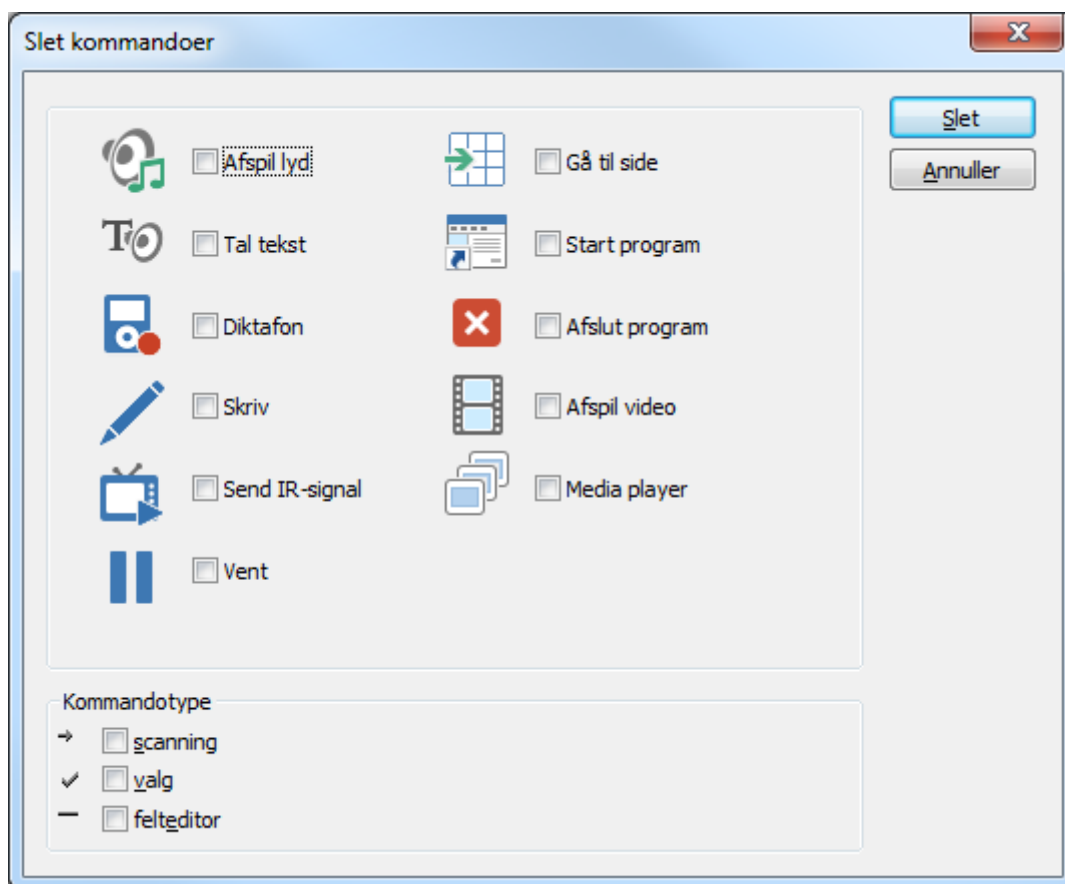 Slet kommandoer
Afspil lyd
Gå til side
Tal tekst
Start program
Diktafon
Afslut program
Skriv
Afspil video
Send IR-signal
Media player
Vent
Slet
Annuller
Kommandotype
scanning
valg
felteditor